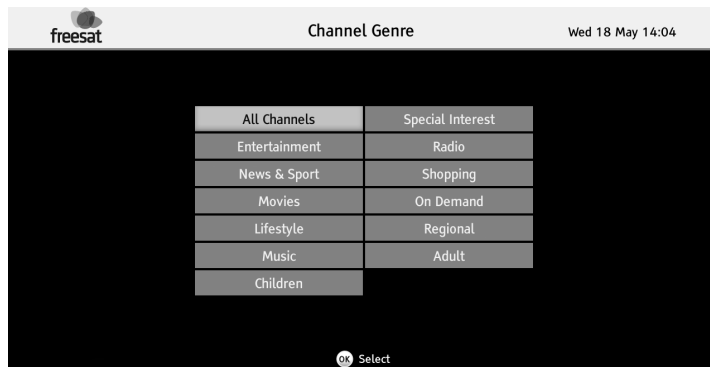 freesat
Channel Genre
Wed 18 May 14:04
All Channels
Special Interest
Entertainment
Radio
News & Sport
Shopping
Movies
On Demand
Lifestyle
Regional
Music
Adult
Children
OK Select